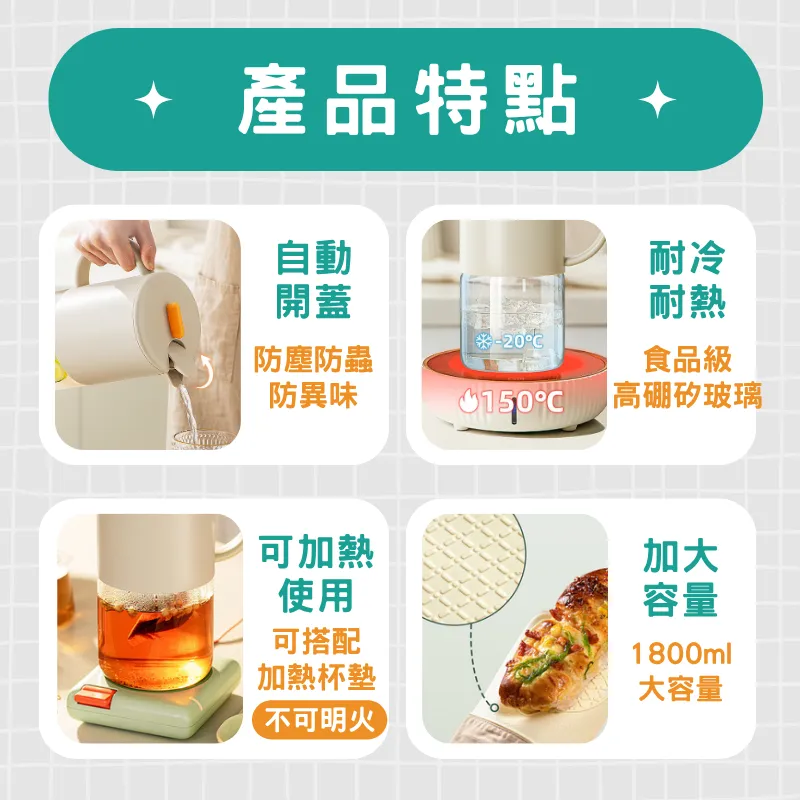 產品特點
自動
開蓋
防塵防蟲
防異味
耐冷
耐熱
食品級
高硼矽玻璃
-20℃
150℃
可加熱
使用
可搭配
加熱杯墊
不可明火
加大
容量
1800ml
大容量